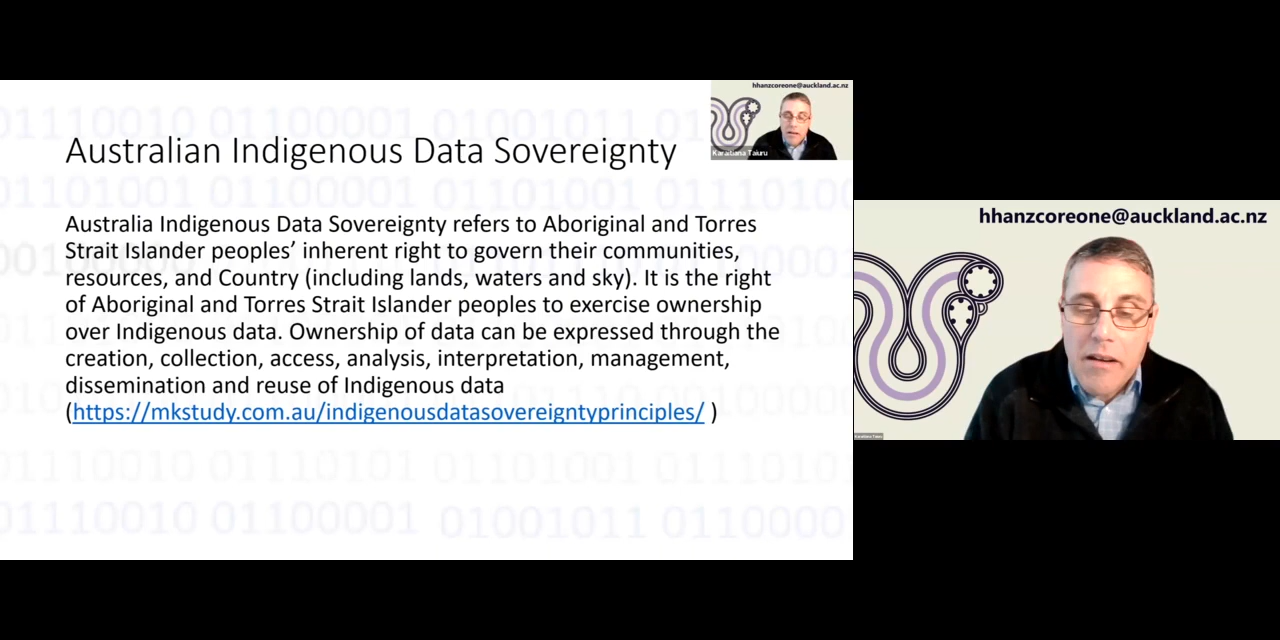 hhanzcoreone@auckland.ac.nz
Karaitiana Taiuru
Australian Indigenous Data Sovereignty
Australia Indigenous Data Sovereignty refers to Aboriginal and Torres
Strait Islander peoples’ inherent right to govern their communities,
resources, and Country (including lands, waters and sky). It is the right
of Aboriginal and Torres Strait Islander peoples to exercise ownership
over Indigenous data. Ownership of data can be expressed through the
creation, collection, access, analysis, interpretation, management,
dissemination and reuse of Indigenous data
(https://mkstudy.com.au/indigenousdatasovereigntyprinciples/ )
hhanzcoreone@auckland.ac.nz
Karaitiana Taiuru